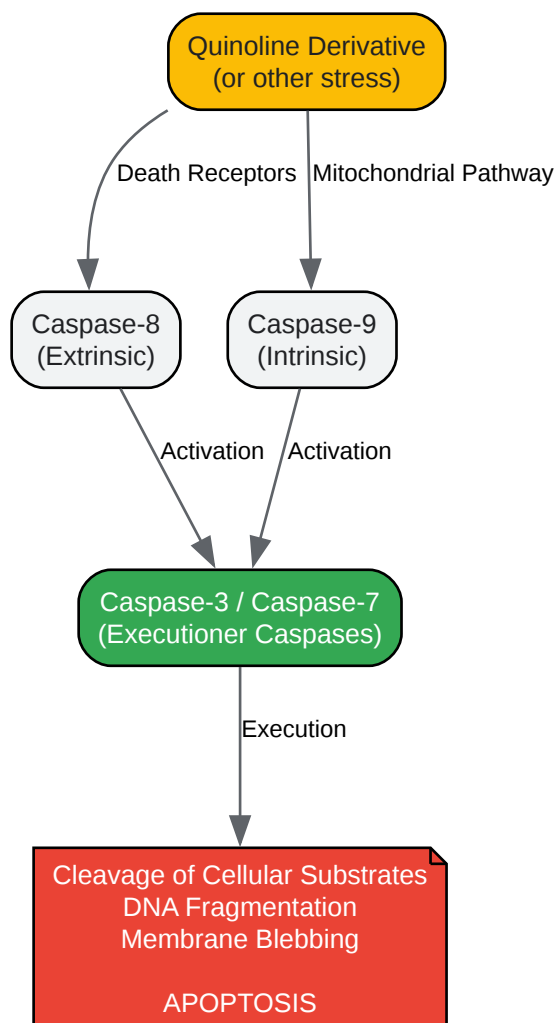 Quinoline Derivative
(or other stress)
Death Receptors
Mitochondrial Pathway
Caspase-8
(Extrinsic)
Caspase-9
(Intrinsic)
Activation
Activation
Caspase-3 / Caspase-7
(Executioner Caspases)
Execution
Cleavage of Cellular Substrates
DNA Fragmentation
Membrane Blebbing
APOPTOSIS